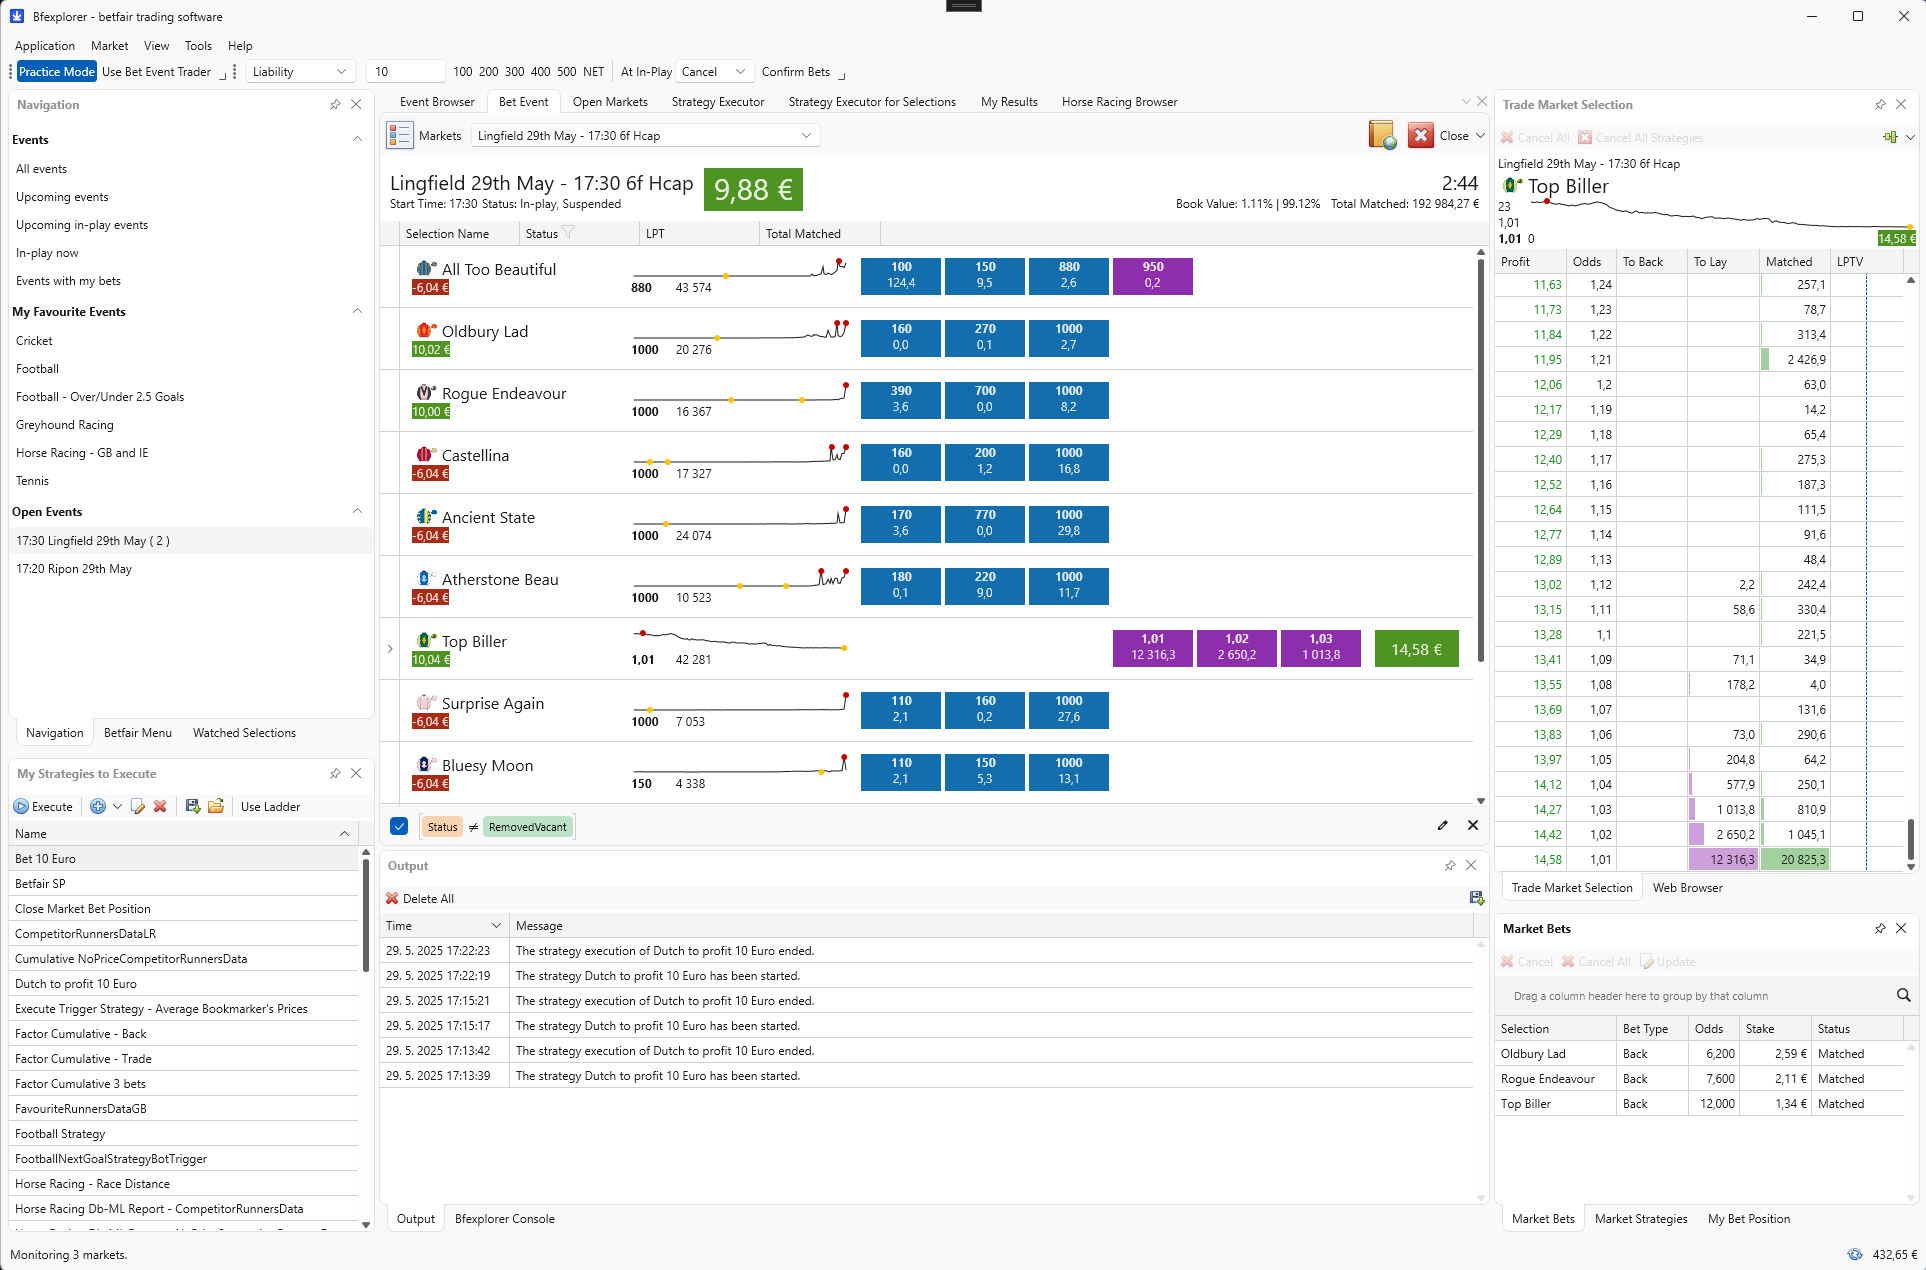 Bfexplorer - betfair trading software
Application Market View Tools Help
Practice Mode Use Bet Event Trader Liability 10 100 200 300 400 500 NET At In-Play Cancel Confirm Bets
Navigation
Events
All events
Upcoming events
Upcoming in-play events
In-play now
Events with my bets
My Favourite Events
Cricket
Football
Football - Over/Under 2.5 Goals
Greyhound Racing
Horse Racing - GB and IE
Tennis
Open Events
17:30 Lingfield 29th May ( 2 )
17:20 Ripon 29th May
Navigation Betfair Menu Watched Selections
My Strategies to Execute
Execute Use Ladder
Name
Bet 10 Euro
Betfair SP
Close Market Bet Position
CompetitorRunnersDataLR
Cumulative NoPriceCompetitorRunnersData
Dutch to profit 10 Euro
Execute Trigger Strategy - Average Bookmarker's Prices
Factor Cumulative - Back
Factor Cumulative - Trade
Factor Cumulative 3 bets
FavouriteRunnersDataGB
Football Strategy
FootballNextGoalStrategyBotTrigger
Horse Racing - Race Distance
Horse Racing Db-ML Report - CompetitorRunnersData
Event Browser Bet Event Open Markets Strategy Executor Strategy Executor for Selections My Results Horse Racing Browser
Markets Lingfield 29th May - 17:30 6f Hcap Close
Lingfield 29th May - 17:30 6f Hcap 9,88 € 2:44
Start Time: 17:30 Status: In-play, Suspended Book Value: 1.11% | 99.12% Total Matched: 192 984,27 €
Selection Name Status LPT Total Matched
All Too Beautiful 100 150 880 950
-6,04 € 880 43 574 124,4 9,5 2,6 0,2
Oldbury Lad 160 270 1000
10,02 € 1000 20 276 0,0 0,1 2,7
Rogue Endeavour 390 700 1000
10,00 € 1000 16 367 3,6 0,0 8,2
Castellina 160 200 1000
-6,04 € 1000 17 327 0,0 1,2 16,8
Ancient State 170 770 1000
-6,04 € 1000 24 074 3,6 0,0 29,8
Atherstone Beau 180 220 1000
-6,04 € 1000 10 523 0,1 9,0 11,7
Top Biller 1,01 1,02 1,03 14,58 €
10,04 € 1,01 42 281 12 316,3 2 650,2 1 013,8
Surprise Again 110 160 1000
-6,04 € 1000 7 053 2,1 0,2 27,6
Bluesy Moon 110 150 1000
-6,04 € 150 4 338 2,1 5,3 13,1
Status ≠ RemovedVacant
Output
Delete All
Time Message
29. 5. 2025 17:22:23 The strategy execution of Dutch to profit 10 Euro ended.
29. 5. 2025 17:22:19 The strategy Dutch to profit 10 Euro has been started.
29. 5. 2025 17:15:21 The strategy execution of Dutch to profit 10 Euro ended.
29. 5. 2025 17:15:17 The strategy Dutch to profit 10 Euro has been started.
29. 5. 2025 17:13:42 The strategy execution of Dutch to profit 10 Euro ended.
29. 5. 2025 17:13:39 The strategy Dutch to profit 10 Euro has been started.
Output Bfexplorer Console
Trade Market Selection
Cancel All Cancel All Strategies
Lingfield 29th May - 17:30 6f Hcap
Top Biller
23
1,01
1,01 0 14,58 €
Profit Odds To Back To Lay Matched LPTV
11,63 1,24 257,1
11,73 1,23 78,7
11,84 1,22 313,4
11,95 1,21 2 426,9
12,06 1,2 63,0
12,17 1,19 14,2
12,29 1,18 65,4
12,40 1,17 275,3
12,52 1,16 187,3
12,64 1,15 111,5
12,77 1,14 91,6
12,89 1,13 48,4
13,02 1,12 2,2 242,4
13,15 1,11 58,6 330,4
13,28 1,1 221,5
13,41 1,09 71,1 34,9
13,55 1,08 178,2 4,0
13,69 1,07 131,6
13,83 1,06 73,0 290,6
13,97 1,05 204,8 64,2
14,12 1,04 577,9 250,1
14,27 1,03 1 013,8 810,9
14,42 1,02 2 650,2 1 045,1
14,58 1,01 12 316,3 20 825,3
Trade Market Selection Web Browser
Market Bets
Cancel Cancel All Update
Drag a column header here to group by that column
Selection Bet Type Odds Stake Status
Oldbury Lad Back 6,200 2,59 € Matched
Rogue Endeavour Back 7,600 2,11 € Matched
Top Biller Back 12,000 1,34 € Matched
Market Bets Market Strategies My Bet Position
Monitoring 3 markets. 432,65 €